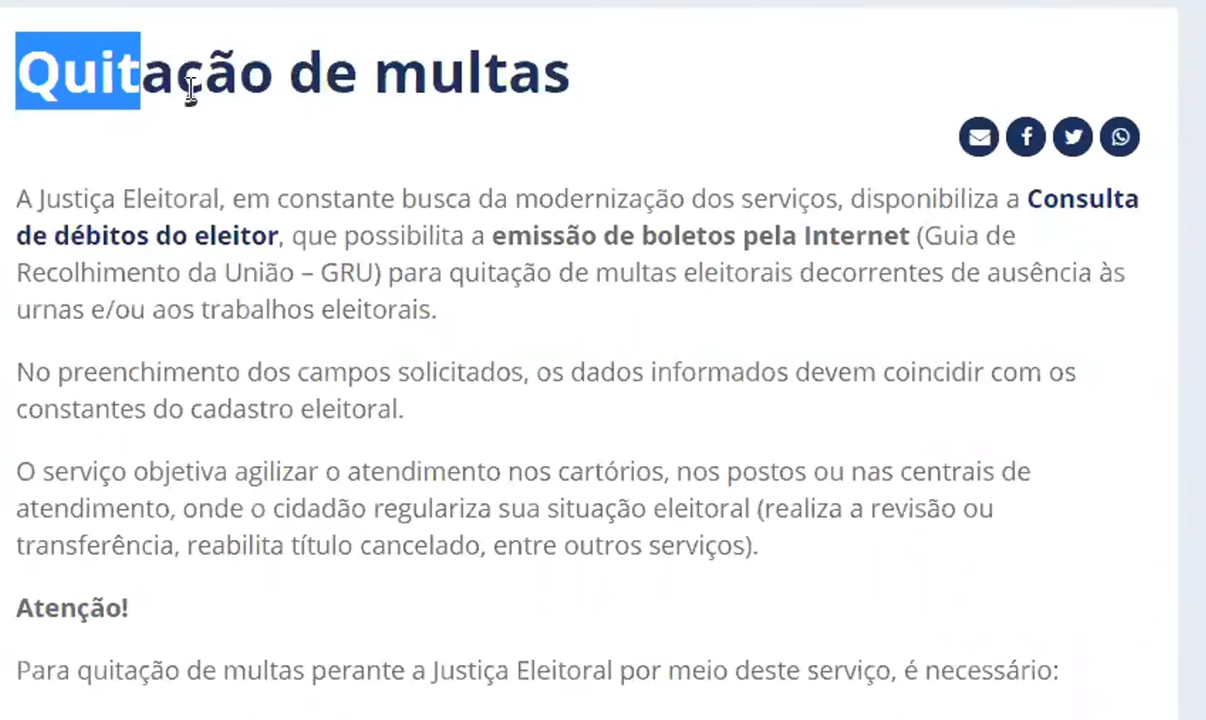 Quitação de multas
A Justiça Eleitoral, em constante busca da modernização dos serviços, disponibiliza a Consulta
de débitos do eleitor, que possibilita a emissão de boletos pela Internet (Guia de
Recolhimento da União – GRU) para quitação de multas eleitorais decorrentes de ausência às
urnas e/ou aos trabalhos eleitorais.
No preenchimento dos campos solicitados, os dados informados devem coincidir com os
constantes do cadastro eleitoral.
O serviço objetiva agilizar o atendimento nos cartórios, nos postos ou nas centrais de
atendimento, onde o cidadão regulariza sua situação eleitoral (realiza a revisão ou
transferência, reabilita título cancelado, entre outros serviços).
Atenção!
Para quitação de multas perante a Justiça Eleitoral por meio deste serviço, é necessário: